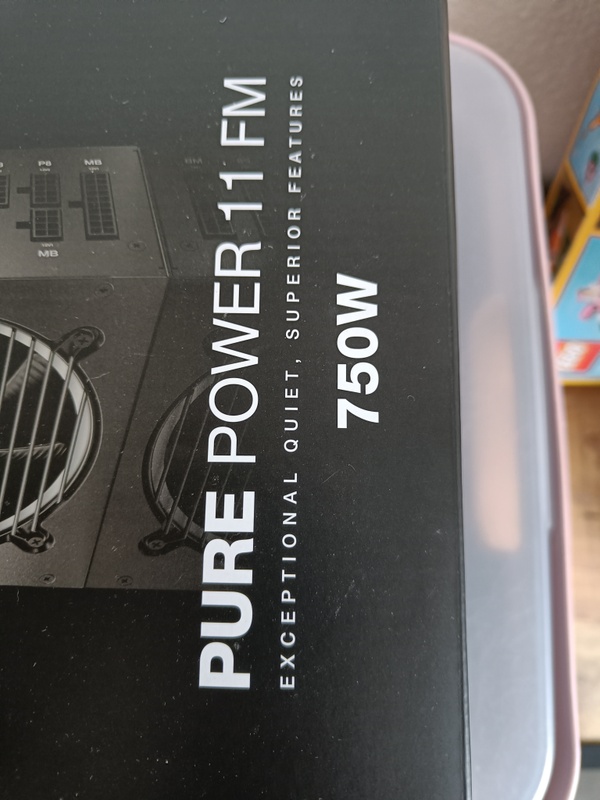 PURE POWER 11 FM
EXCEPTIONAL QUIET, SUPERIOR FEATURES
750W
P8
MB
MB